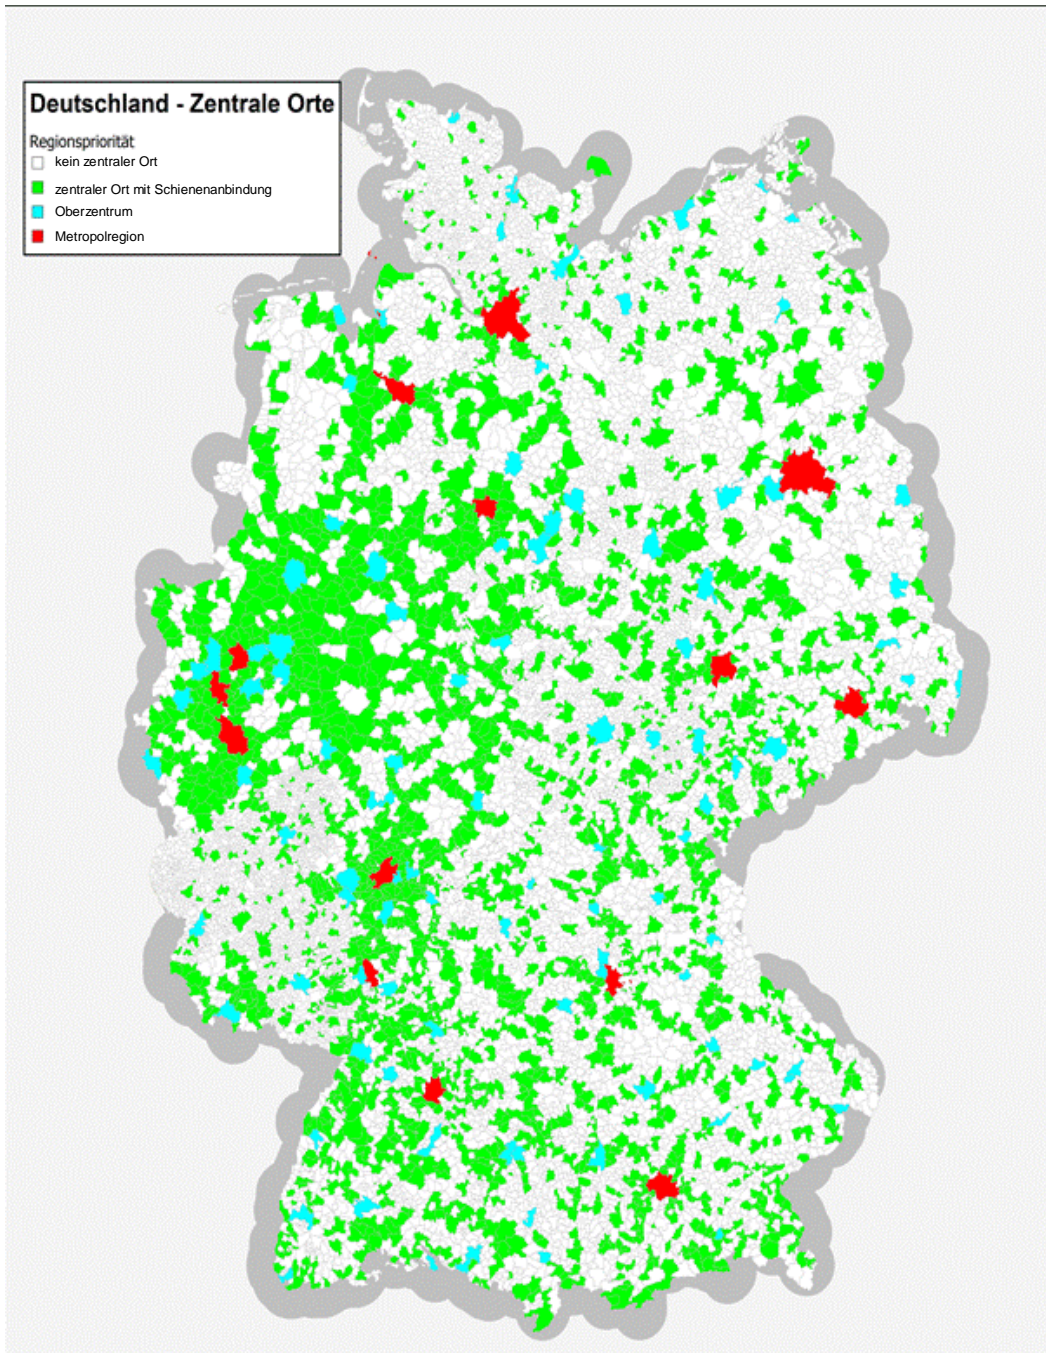 Deutschland - Zentrale Orte
Regionspriorität
kein zentraler Ort
zentraler Ort mit Schienenanbindung
Oberzentrum
Metropolregion